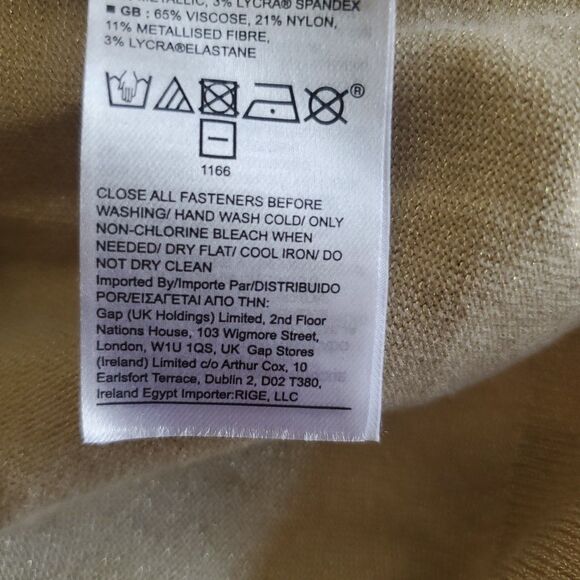 METALLIC, 3% LYCRA® SPANDEX
■ GB : 65% VISCOSE, 21% NYLON,
11% METALLISED FIBRE,
3% LYCRA®ELASTANE
®
1166
CLOSE ALL FASTENERS BEFORE
WASHING/ HAND WASH COLD/ ONLY
NON-CHLORINE BLEACH WHEN
NEEDED/ DRY FLAT/ COOL IRON/ DO
NOT DRY CLEAN
Imported By/Importe Par/DISTRIBUIDO
POR/ΕΙΣΑΓΕΤΑΙ ΑΠΟ ΤΗΝ:
Gap (UK Holdings) Limited, 2nd Floor
Nations House, 103 Wigmore Street,
London, W1U 1QS, UK Gap Stores
(Ireland) Limited c/o Arthur Cox, 10
Earlsfort Terrace, Dublin 2, D02 T380,
Ireland Egypt Importer:RIGE, LLC